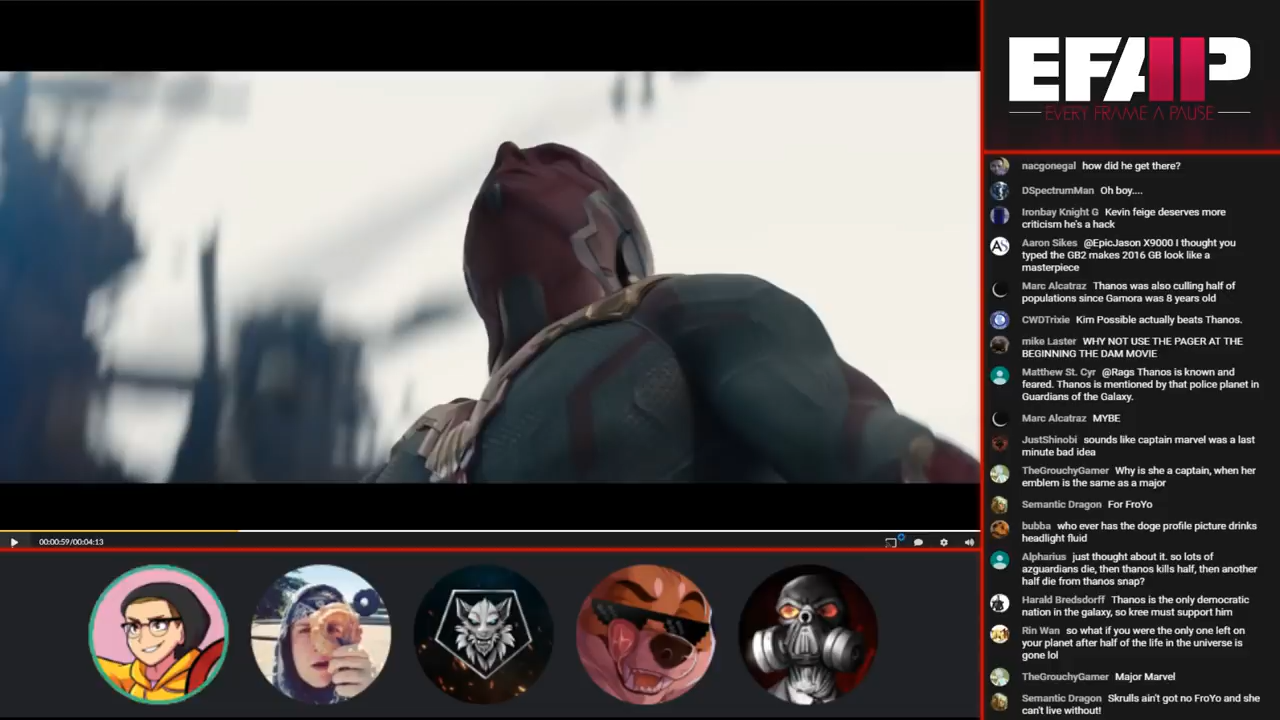 EFAP
EVERY FRAME A PAUSE
nacgonegal how did he get there?
DSpectrumMan Oh boy....
Ironbay Knight G Kevin feige deserves more
criticism he's a hack
Aaron Sikes @EpicJason X9000 I thought you
typed the GB2 makes 2016 GB look like a
masterpiece
Marc Alcatraz Thanos was also culling half of
populations since Gamora was 8 years old
CWDTrixie Kim Possible actually beats Thanos.
mike Laster WHY NOT USE THE PAGER AT THE
BEGINNING THE DAM MOVIE
Matthew St. Cyr @Rags Thanos is known and
feared. Thanos is mentioned by that police planet in
Guardians of the Galaxy.
Marc Alcatraz MYBE
JustShinobi sounds like captain marvel was a last
minute bad idea
TheGrouchyGamer Why is she a captain, when her
emblem is the same as a major
Semantic Dragon For FroYo
bubba who ever has the doge profile picture drinks
headlight fluid
Alpharius just thought about it. so lots of
azguardians die, then thanos kills half, then another
half die from thanos snap?
Harald Bredsdorff Thanos is the only democratic
nation in the galaxy, so kree must support him
Rin Wan so what if you were the only one left on
your planet after half of the life in the universe is
gone lol
TheGrouchyGamer Major Marvel
Semantic Dragon Skrulls ain't got no FroYo and she
can't live without!
00:00:59/00:04:13